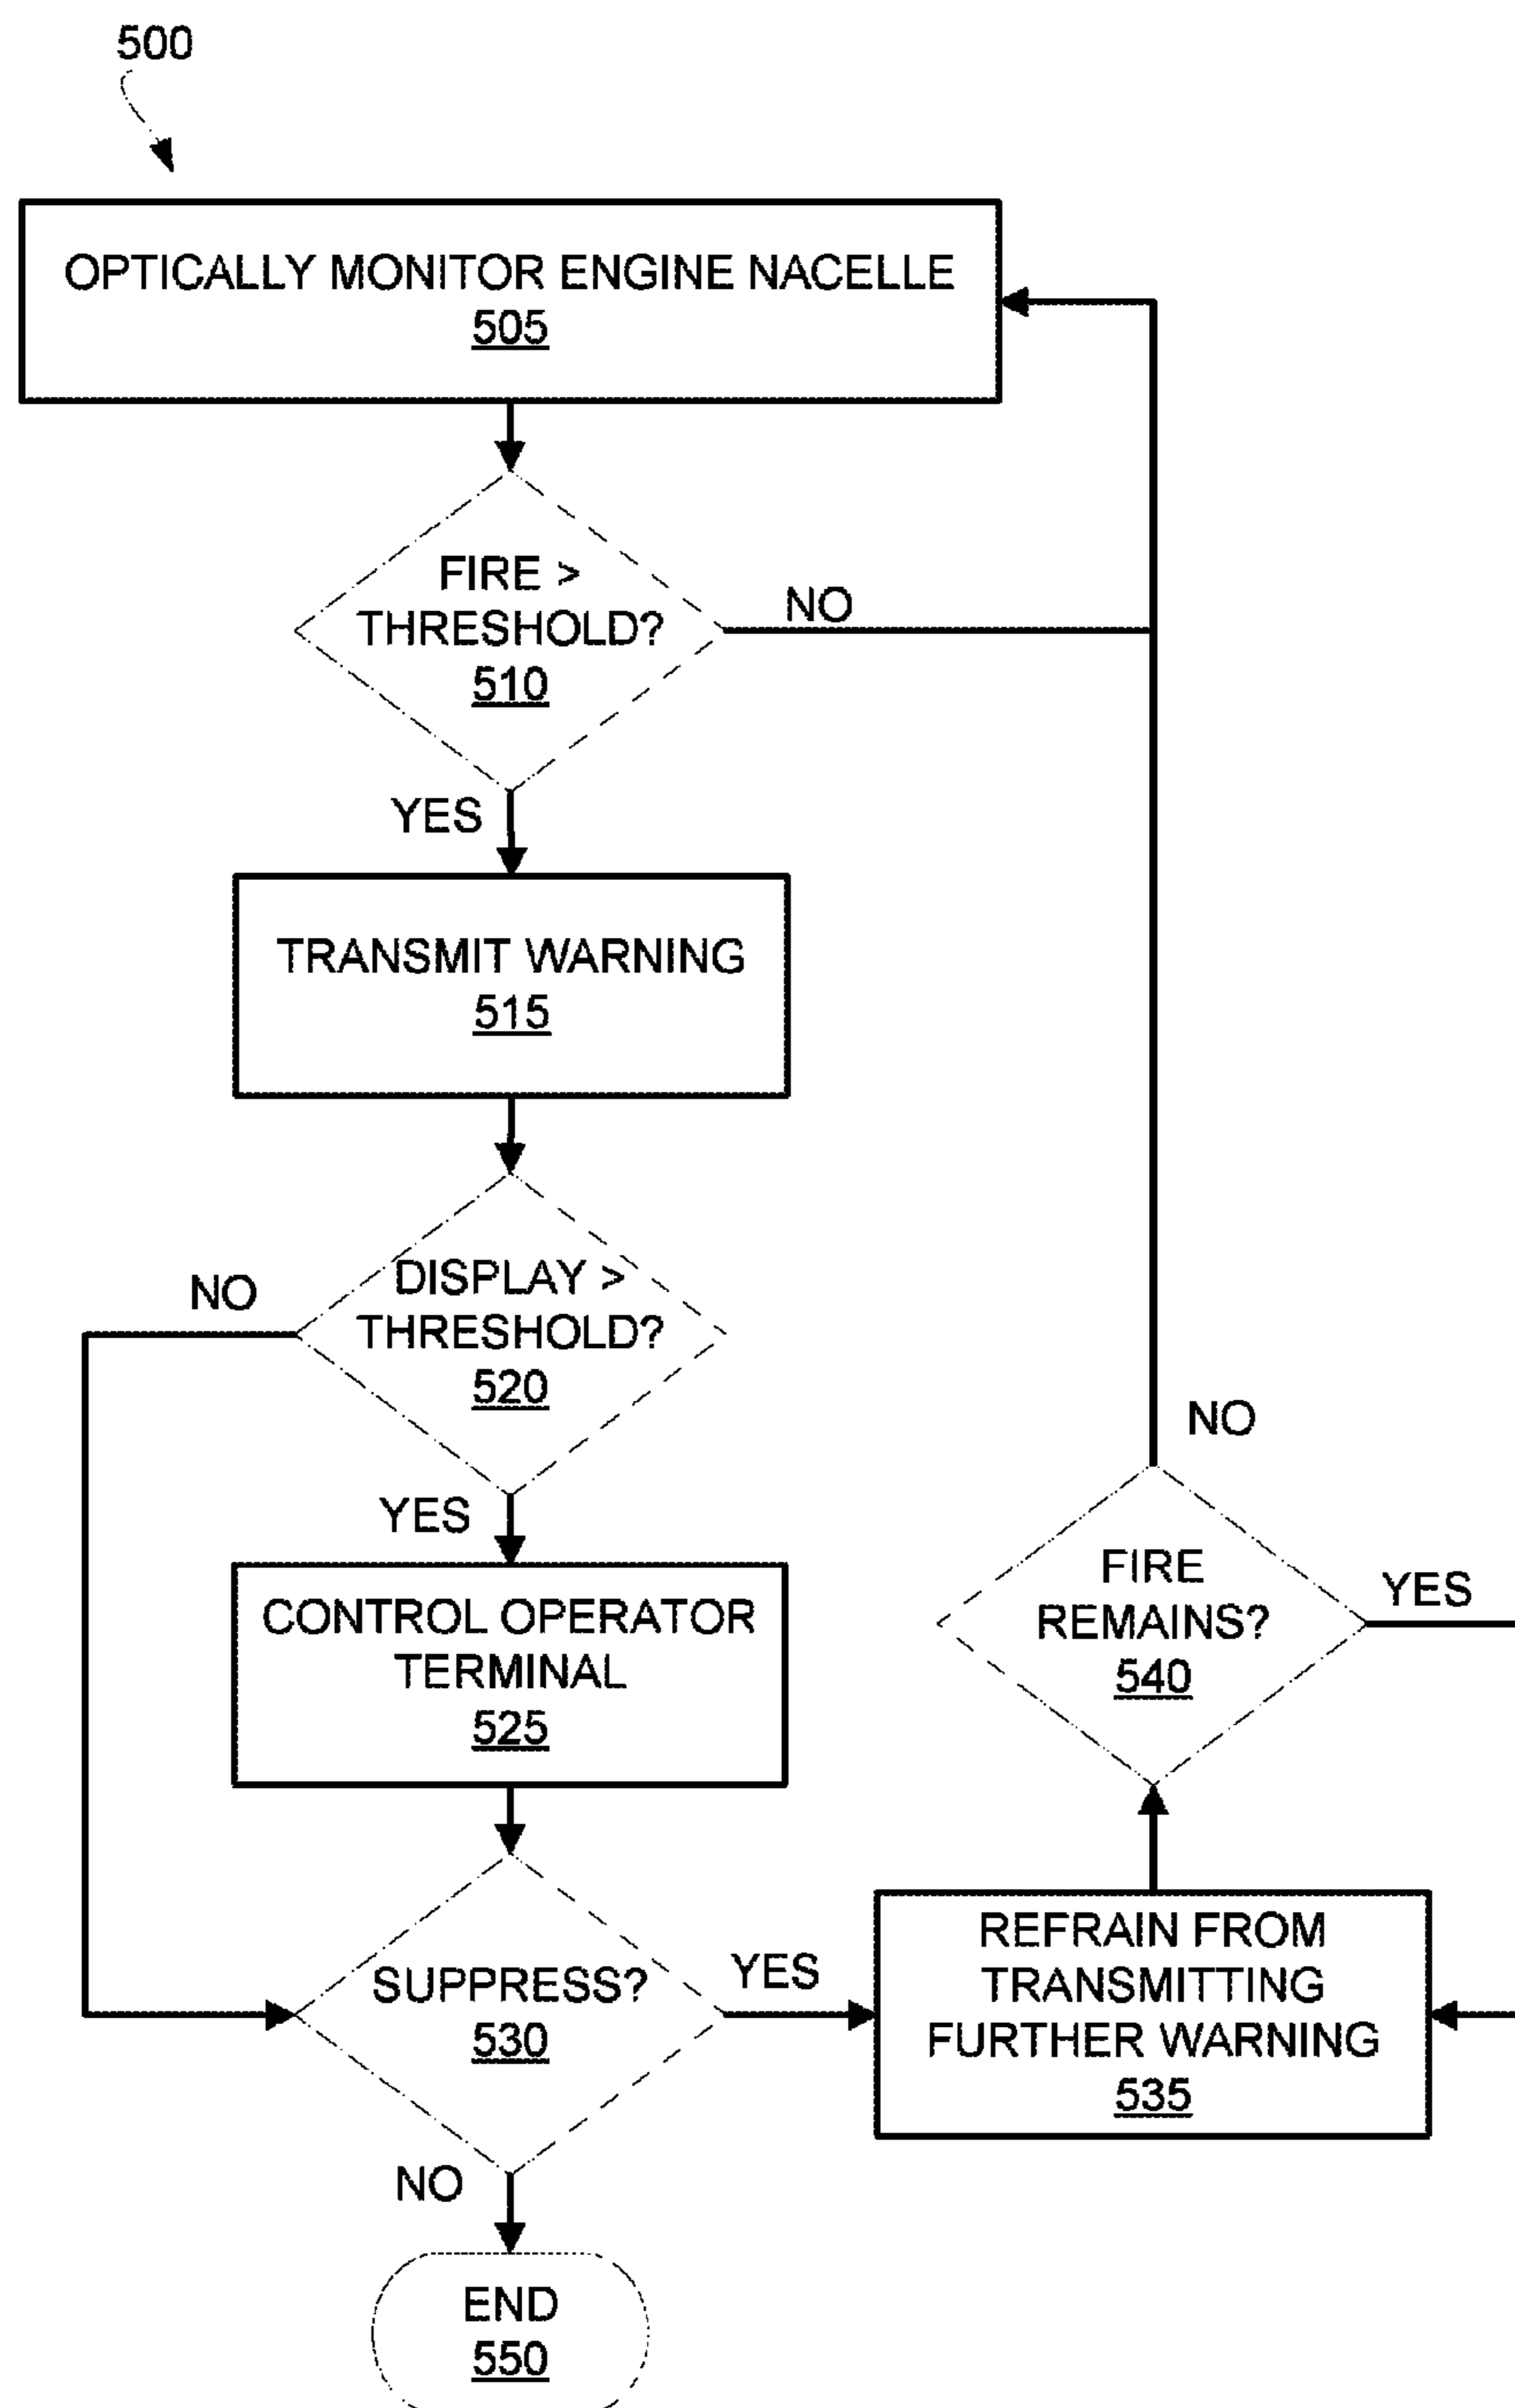 500
OPTICALLY MONITOR ENGINE NACELLE
505
FIRE >
THRESHOLD?
510
NO
YES
TRANSMIT WARNING
515
DISPLAY >
THRESHOLD?
520
NO
YES
CONTROL OPERATOR
TERMINAL
525
SUPPRESS?
530
YES
NO
REFRAIN FROM
TRANSMITTING
FURTHER WARNING
535
FIRE
REMAINS?
540
NO
YES
END
550